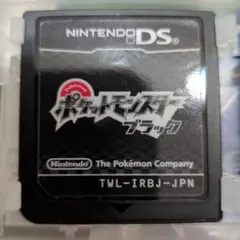 NINTENDO DS
ポケットモンスター
ブラック
Nintendo The Pokémon Company
TWL-IRBJ-JPN